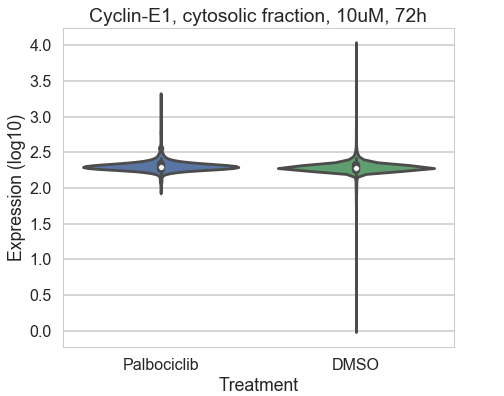 Cyclin-E1, cytosolic fraction, 10uM, 72h
Expression (log10)
4.0
3.5
3.0
2.5
2.0
1.5
1.0
0.5
0.0
Palbociclib
DMSO
Treatment